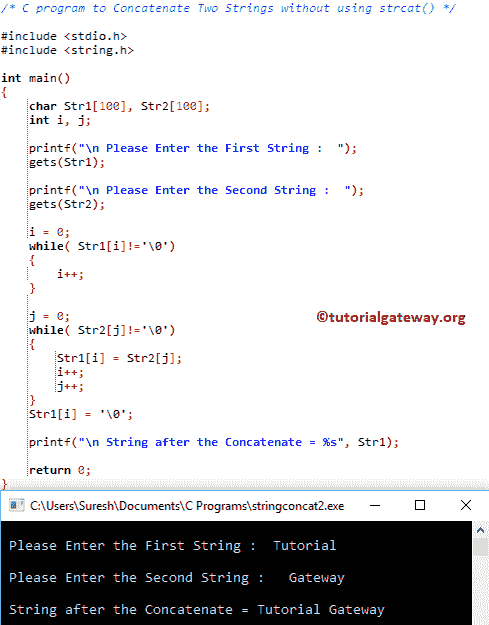 /* C program to Concatenate Two Strings without using strcat() */
#include <stdio.h>
#include <string.h>
int main()
{
char Str1[100], Str2[100];
int i, j;
printf("\n Please Enter the First String :  ");
gets(Str1);
printf("\n Please Enter the Second String :  ");
gets(Str2);
i = 0;
while( Str1[i]!='\0')
{
i++;
}
j = 0;
©tutorialgateway.org
while( Str2[j]!='\0')
{
Str1[i] = Str2[j];
i++;
j++;
}
Str1[i] = '\0';
printf("\n String after the Concatenate = %s", Str1);
return 0;
}
C:\Users\Suresh\Documents\C Programs\stringconcat2.exe
Please Enter the First String :  Tutorial
Please Enter the Second String :   Gateway
String after the Concatenate = Tutorial Gateway